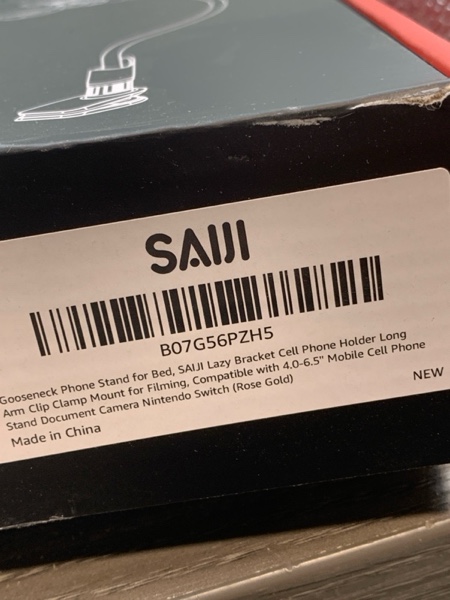 SAIJI
B07G56PZH5
Gooseneck Phone Stand for Bed, SAIJI Lazy Bracket Cell Phone Holder Long
Arm Clip Clamp Mount for Filming, Compatible with 4.0-6.5" Mobile Cell Phone
Stand Document Camera Nintendo Switch (Rose Gold)
Made in China
NEW